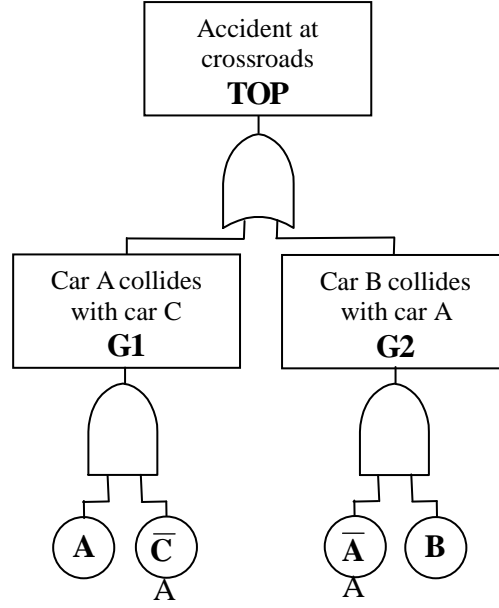 Accident at
crossroads
TOP
Car A collides
with car C
G1
Car B collides
with car A
G2
A
C̅
A̅
B
A
A